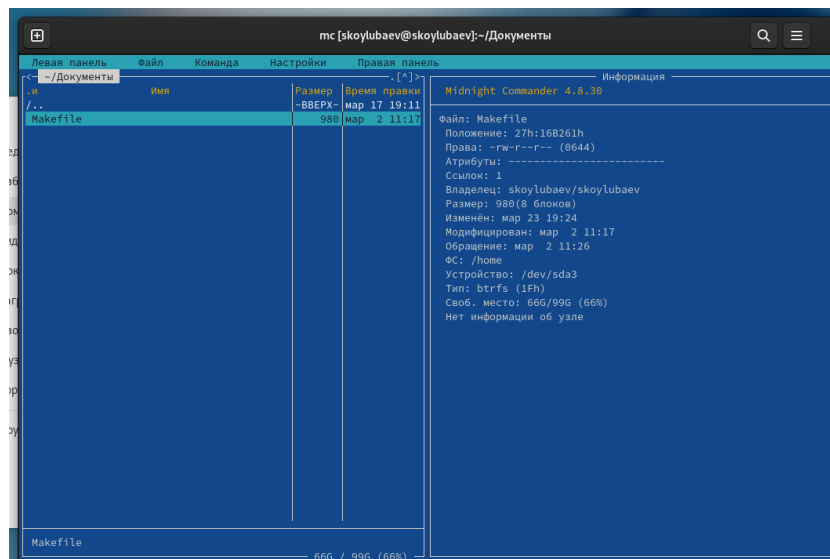 mc [skoylubaev@skoylubaev]:~/Документы
Левая панель Файл Команда Настройки Правая панель
<— ~/Документы .[^]>
.и Имя Размер Время правки
/.. -ВВЕРХ- мар 17 19:11
Makefile 980 мар 2 11:17
Makefile
66G / 99G (66%)
Информация
Midnight Commander 4.8.30
Файл: Makefile
Положение: 27h:16B261h
Права: -rw-r--r-- (0644)
Атрибуты: --------------------------
Ссылок: 1
Владелец: skoylubaev/skoylubaev
Размер: 980(8 блоков)
Изменён: мар 23 19:24
Модифицирован: мар 2 11:17
Обращение: мар 2 11:26
ФС: /home
Устройство: /dev/sda3
Тип: btrfs (1Fh)
Своб. место: 66G/99G (66%)
Нет информации об узле